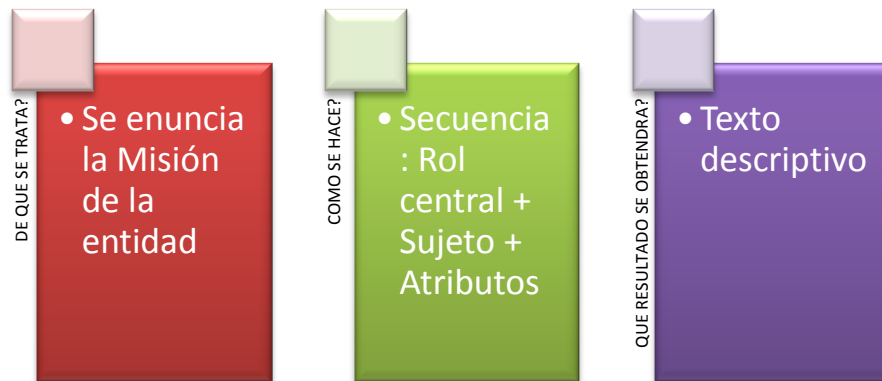 DE QUE SE TRATA?
• Se enuncia
la Misión
de la
entidad
COMO SE HACE?
• Secuencia
: Rol
central +
Sujeto +
Atributos
QUE RESULTADO SE OBTENDRA?
• Texto
descriptivo